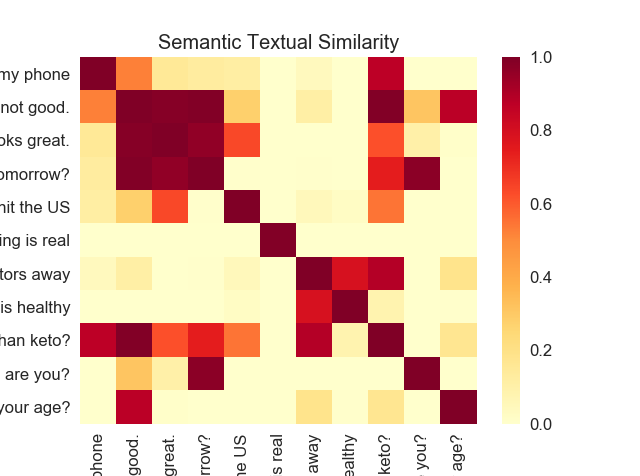 Semantic Textual Similarity
my phone
not good.
oks great.
omorrow?
hit the US
ing is real
tors away
is healthy
han keto?
are you?
your age?
1.0
0.8
0.6
0.4
0.2
0.0
phone
good.
great.
rrow?
he US
s real
away
ealthy
keto?
you?
age?